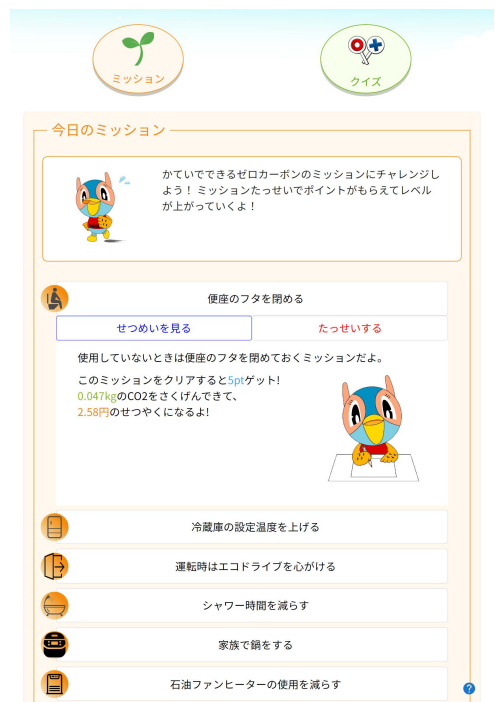 ミッション
クイズ
今日のミッション
かていでできるゼロカーボンのミッションにチャレンジし
よう！ ミッションたっせいでポイントがもらえてレベル
が上がっていくよ！
便座のフタを閉める
せつめいを見る
たっせいする
使用していないときは便座のフタを閉めておくミッションだよ。
このミッションをクリアすると5ptゲット!
0.047kgのCO2をさくげんできて、
2.58円のせつやくになるよ!
冷蔵庫の設定温度を上げる
運転時はエコドライブを心がける
シャワー時間を減らす
家族で鍋をする
石油ファンヒーターの使用を減らす
?